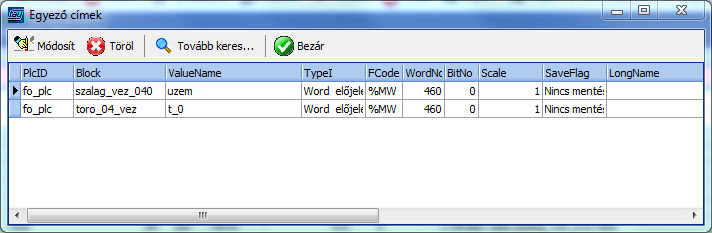 Egyező címek
Módosít Töröl Tovább keres... Bezár
PlcID Block ValueName TypeI FCode WordNo BitNo Scale SaveFlag LongName
fo_plc szalag_vez_040 uzem Word előjele %MW 460 0 1 Nincs mentés
fo_plc toro_04_vez t_0 Word előjele %MW 460 0 1 Nincs mentés